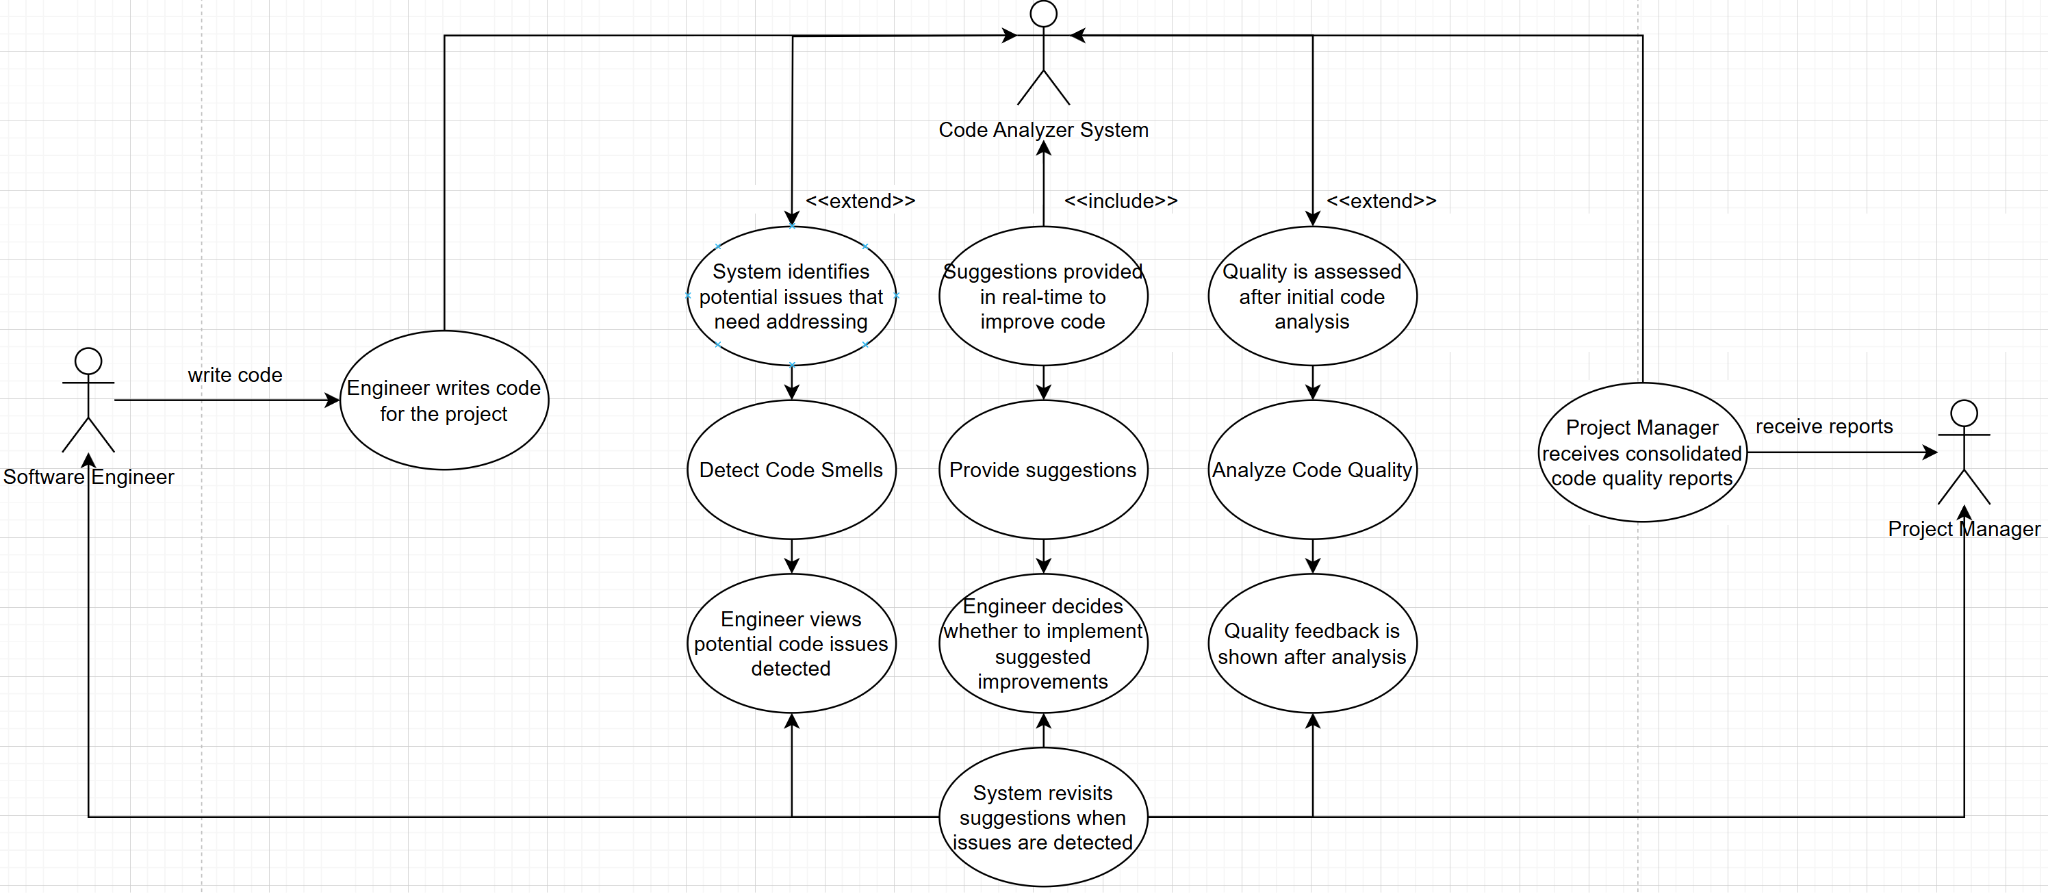 Code Analyzer System
<<extend>>
<<include>>
<<extend>>
System identifies
potential issues that
need addressing
Suggestions provided
in real-time to
improve code
Quality is assessed
after initial code
analysis
write code
Engineer writes code
for the project
Software Engineer
Detect Code Smells
Provide suggestions
Analyze Code Quality
Project Manager
receives consolidated
code quality reports
receive reports
Project Manager
Engineer views
potential code issues
detected
Engineer decides
whether to implement
suggested
improvements
Quality feedback is
shown after analysis
System revisits
suggestions when
issues are detected